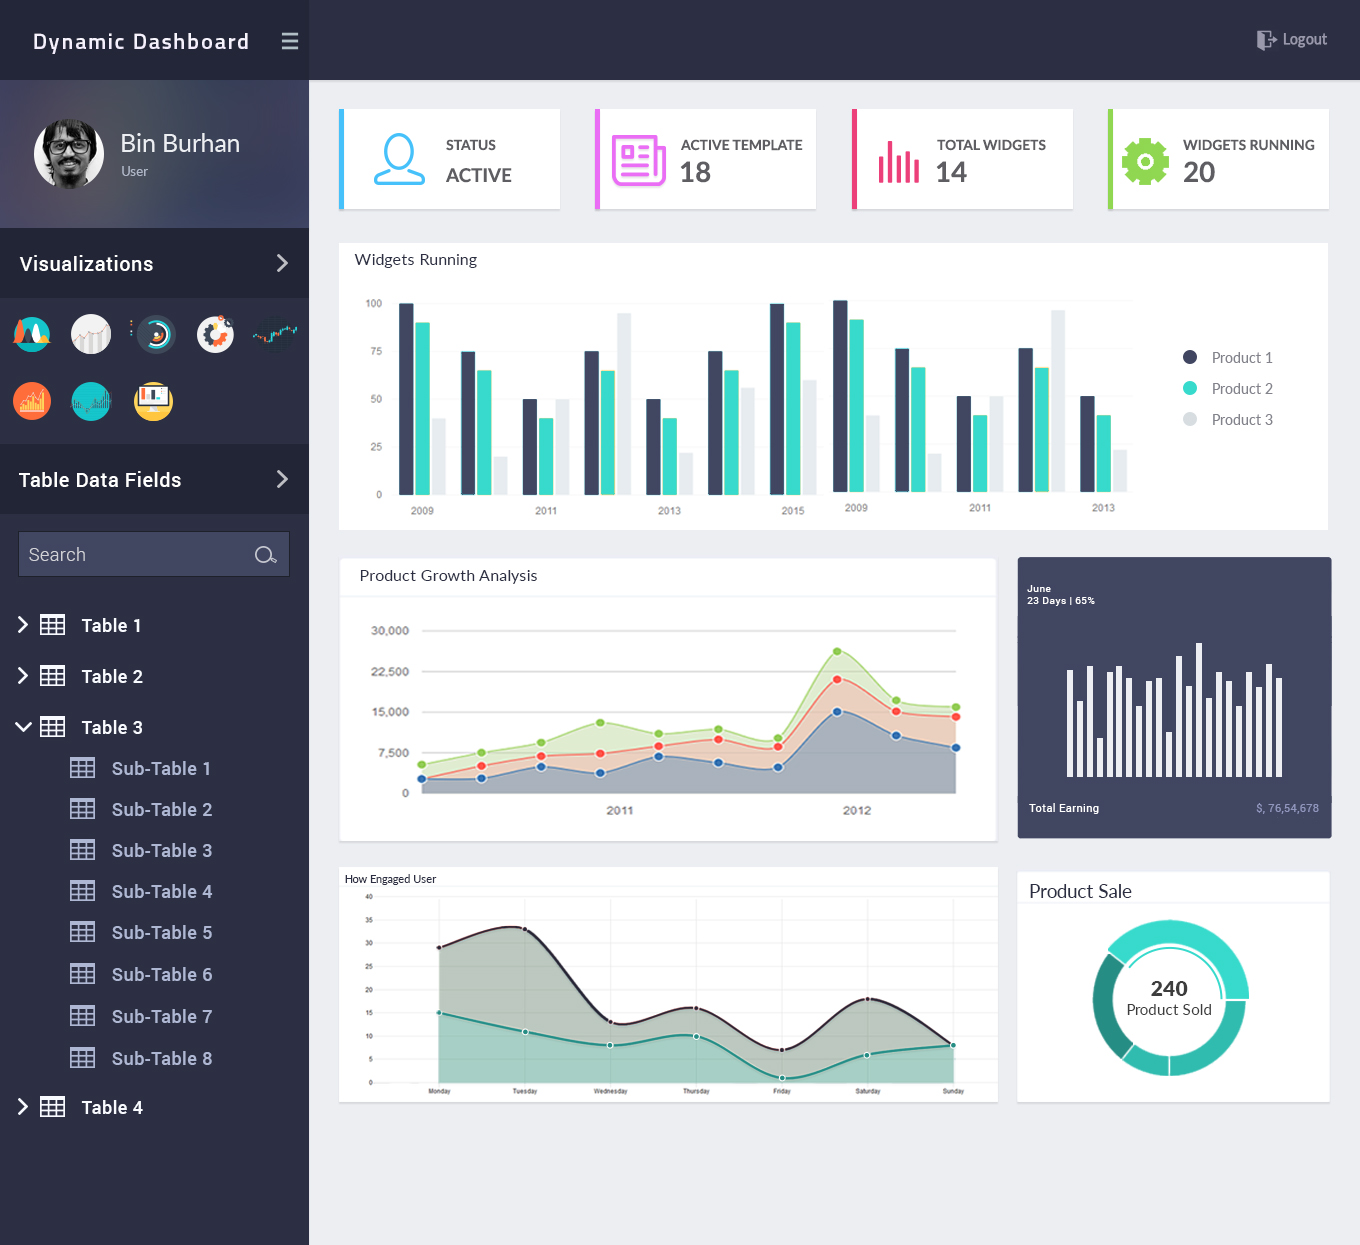 Dynamic Dashboard
Logout
Bin Burhan
User
Visualizations
Table Data Fields
Search
Table 1
Table 2
Table 3
Sub-Table 1
Sub-Table 2
Sub-Table 3
Sub-Table 4
Sub-Table 5
Sub-Table 6
Sub-Table 7
Sub-Table 8
Table 4
STATUS
ACTIVE
ACTIVE TEMPLATE
18
TOTAL WIDGETS
14
WIDGETS RUNNING
20
Widgets Running
100
75
50
25
0
2009 2011 2013 2015 2009 2011 2013
Product 1
Product 2
Product 3
Product Growth Analysis
30,000
22,500
15,000
7,500
0
2011 2012
June
23 Days | 65%
Total Earning $, 76,54,678
How Engaged User
40
35
30
25
20
15
10
5
0
Monday Tuesday Wednesday Thursday Friday Saturday Sunday
Product Sale
240
Product Sold